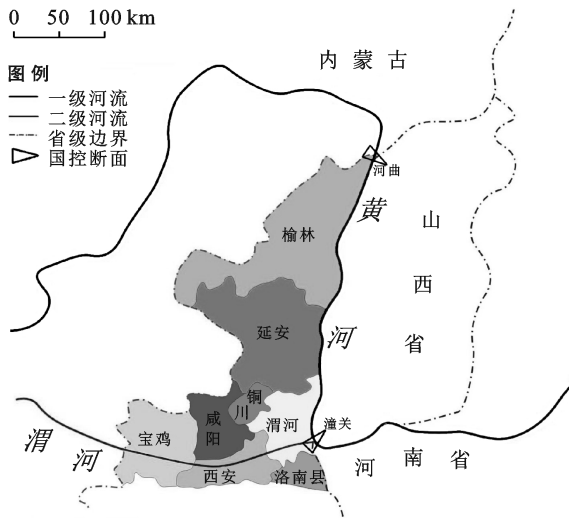 0 50 100 km
图例
一级河流
二级河流
省级边界
国控断面
内蒙古
河曲
黄河
山西省
榆林
延安
铜川
咸阳
渭河
宝鸡
潼关
渭河
西安
洛南县
河南省